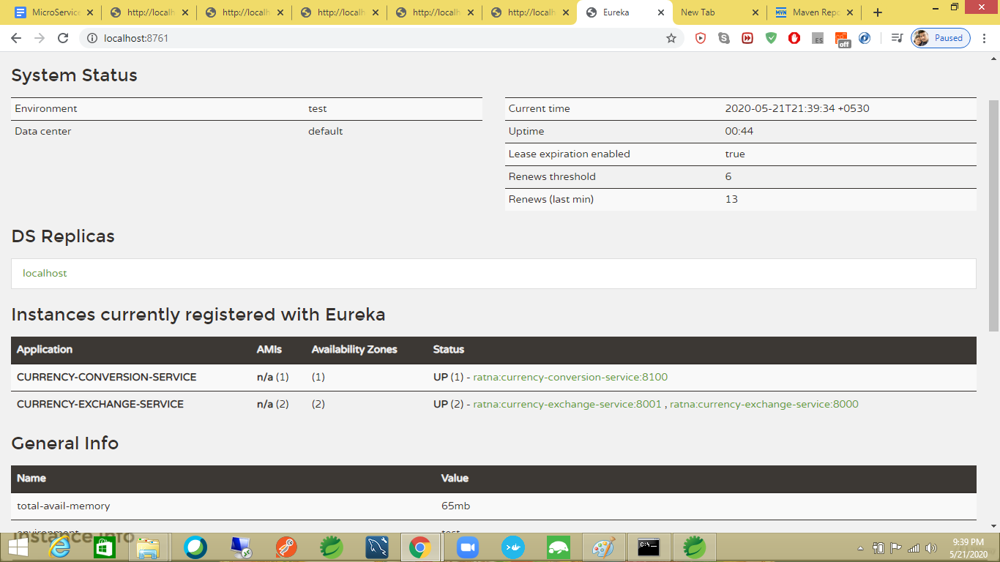 MicroService
http://localh
http://localh
http://localh
http://localh
http://localh
Eureka
New Tab
MVN Maven Repo
localhost:8761
ES
off
Paused
System Status
Environment test
Data center default
Current time 2020-05-21T21:39:34 +0530
Uptime 00:44
Lease expiration enabled true
Renews threshold 6
Renews (last min) 13
DS Replicas
localhost
Instances currently registered with Eureka
Application AMIs Availability Zones Status
CURRENCY-CONVERSION-SERVICE n/a (1) (1) UP (1) - ratna:currency-conversion-service:8100
CURRENCY-EXCHANGE-SERVICE n/a (2) (2) UP (2) - ratna:currency-exchange-service:8001 , ratna:currency-exchange-service:8000
General Info
Name Value
total-avail-memory 65mb
environment test
Instance Info
9:39 PM
5/21/2020